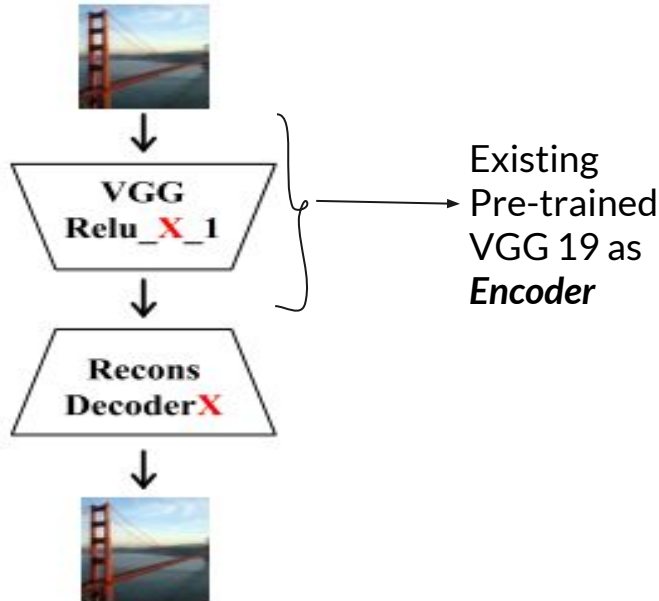 VGG
Relu_X_1
Existing
Pre-trained
VGG 19 as
Encoder
Recons
DecoderX